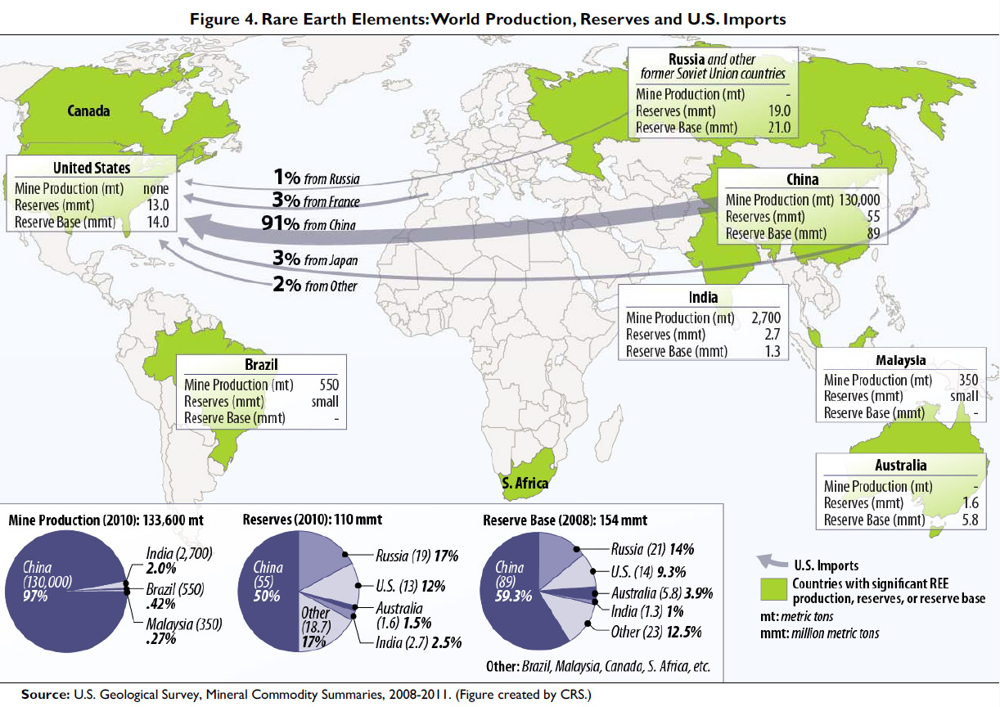 Figure 4. Rare Earth Elements: World Production, Reserves and U.S. Imports
Canada
Russia and other
former Soviet Union countries
Mine Production (mt) -
Reserves (mmt) 19.0
Reserve Base (mmt) 21.0
United States
Mine Production (mt) none
Reserves (mmt) 13.0
Reserve Base (mmt) 14.0
1% from Russia
3% from France
91% from China
3% from Japan
2% from Other
China
Mine Production (mt) 130,000
Reserves (mmt) 55
Reserve Base (mmt) 89
India
Mine Production (mt) 2,700
Reserves (mmt) 2.7
Reserve Base (mmt) 1.3
Brazil
Mine Production (mt) 550
Reserves (mmt) small
Reserve Base (mmt) -
Malaysia
Mine Production (mt) 350
Reserves (mmt) small
Reserve Base (mmt) -
S. Africa
Australia
Mine Production (mt) -
Reserves (mmt) 1.6
Reserve Base (mmt) 5.8
Mine Production (2010): 133,600 mt
China
(130,000)
97%
India (2,700)
2.0%
Brazil (550)
.42%
Malaysia (350)
.27%
Reserves (2010): 110 mmt
China
(55)
50%
Russia (19) 17%
U.S. (13) 12%
Australia
(1.6) 1.5%
India (2.7) 2.5%
Other
(18.7)
17%
Reserve Base (2008): 154 mmt
China
(89)
59.3%
Russia (21) 14%
U.S. (14) 9.3%
Australia (5.8) 3.9%
India (1.3) 1%
Other (23) 12.5%
Other: Brazil, Malaysia, Canada, S. Africa, etc.
U.S. Imports
Countries with significant REE
production, reserves, or reserve base
mt: metric tons
mmt: million metric tons
Source: U.S. Geological Survey, Mineral Commodity Summaries, 2008-2011. (Figure created by CRS.)